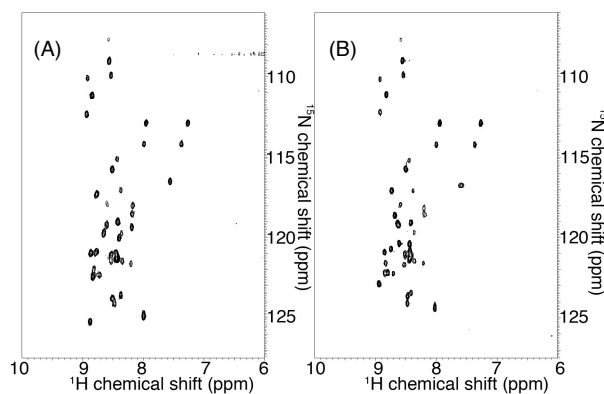 (A)
110
115
120
125
¹⁵N chemical shift (ppm)
10 9 8 7 6
¹H chemical shift (ppm)
(B)
110
115
120
125
¹⁵N chemical shift (ppm)
10 9 8 7 6
¹H chemical shift (ppm)